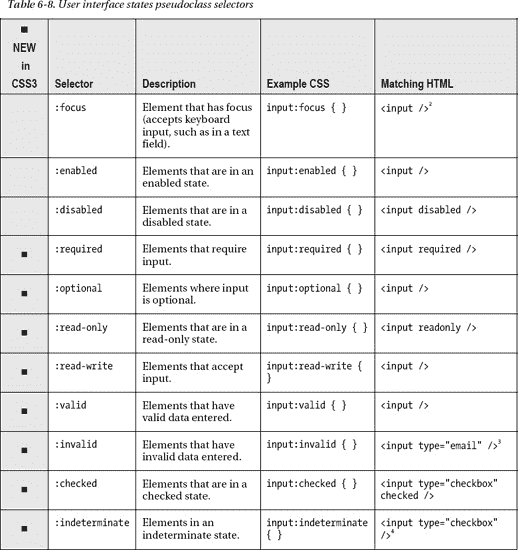 Table 6-8. User interface states pseudoclass selectors
■
NEW
in
CSS3
Selector
Description
Example CSS
Matching HTML
:focus
Element that has focus
(accepts keyboard
input, such as in a text
field).
input:focus { }
<input />2
:enabled
Elements that are in an
enabled state.
input:enabled { }
<input />
:disabled
Elements that are in a
disabled state.
input:disabled { }
<input disabled />
■
:required
Elements that require
input.
input:required { }
<input required />
■
:optional
Elements where input
is optional.
input:optional { }
<input />
■
:read-only
Elements that are in a
read-only state.
input:read-only { }
<input readonly />
■
:read-write
Elements that accept
input.
input:read-write {
}
<input />
■
:valid
Elements that have
valid data entered.
input:valid { }
<input />
■
:invalid
Elements that have
invalid data entered.
input:invalid { }
<input type="email" />3
■
:checked
Elements that are in a
checked state.
input:checked { }
<input type="checkbox"
checked />
■
:indeterminate
Elements in an
indeterminate state.
input:indeterminate
{ }
<input type="checkbox"
/>4